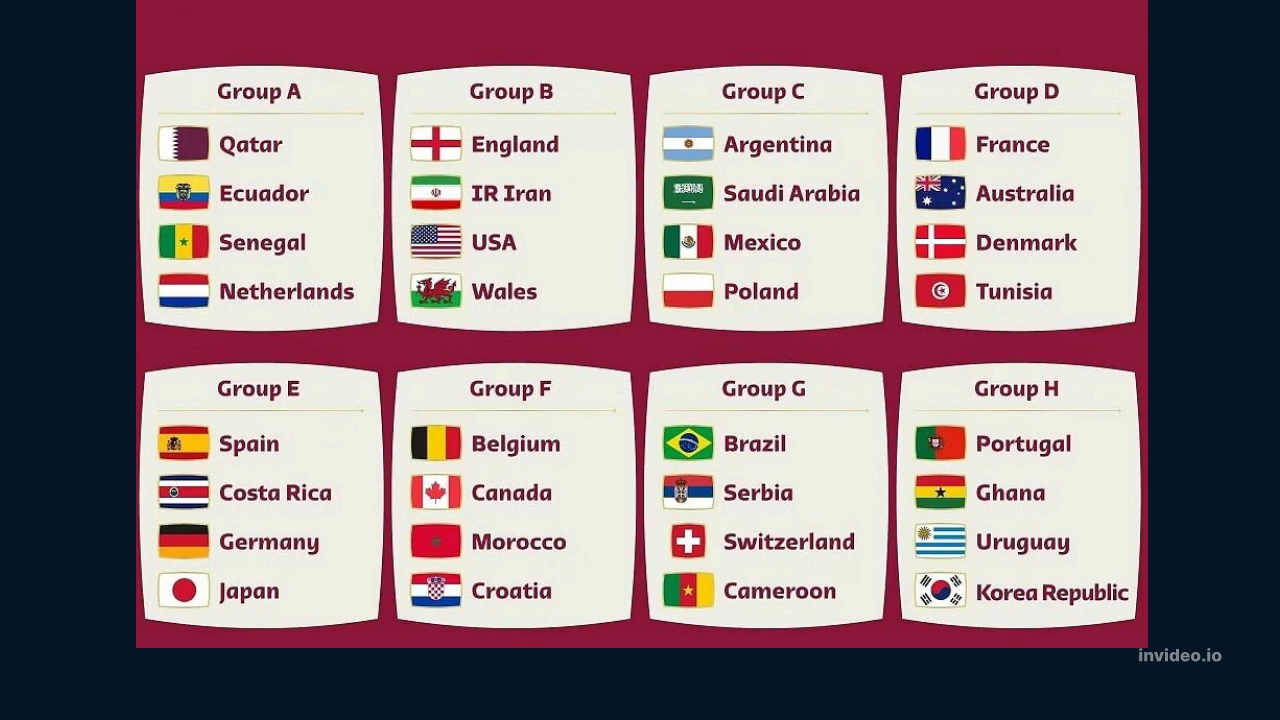 Group A
Qatar
Ecuador
Senegal
Netherlands
Group B
England
IR Iran
USA
Wales
Group C
Argentina
Saudi Arabia
Mexico
Poland
Group D
France
Australia
Denmark
Tunisia
Group E
Spain
Costa Rica
Germany
Japan
Group F
Belgium
Canada
Morocco
Croatia
Group G
Brazil
Serbia
Switzerland
Cameroon
Group H
Portugal
Ghana
Uruguay
Korea Republic
invideo.io